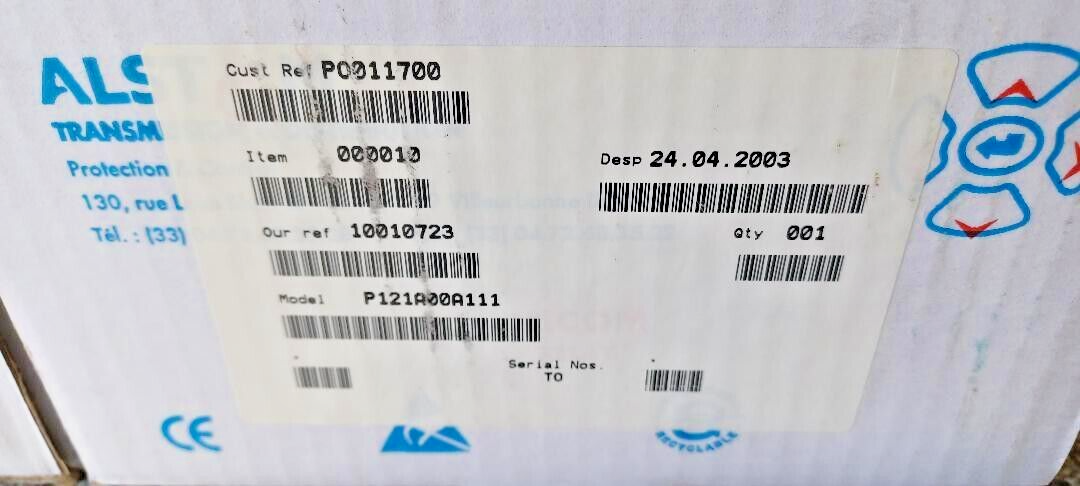 ALS
TRANSM
Protection
130, rue L
Tél. : (33)
Cust Ref PO011700
Item 000010
Desp 24.04.2003
Our ref 10010723
Qty 001
Model P121A00A111
Serial Nos.
TO
CE
RECYCLABLE